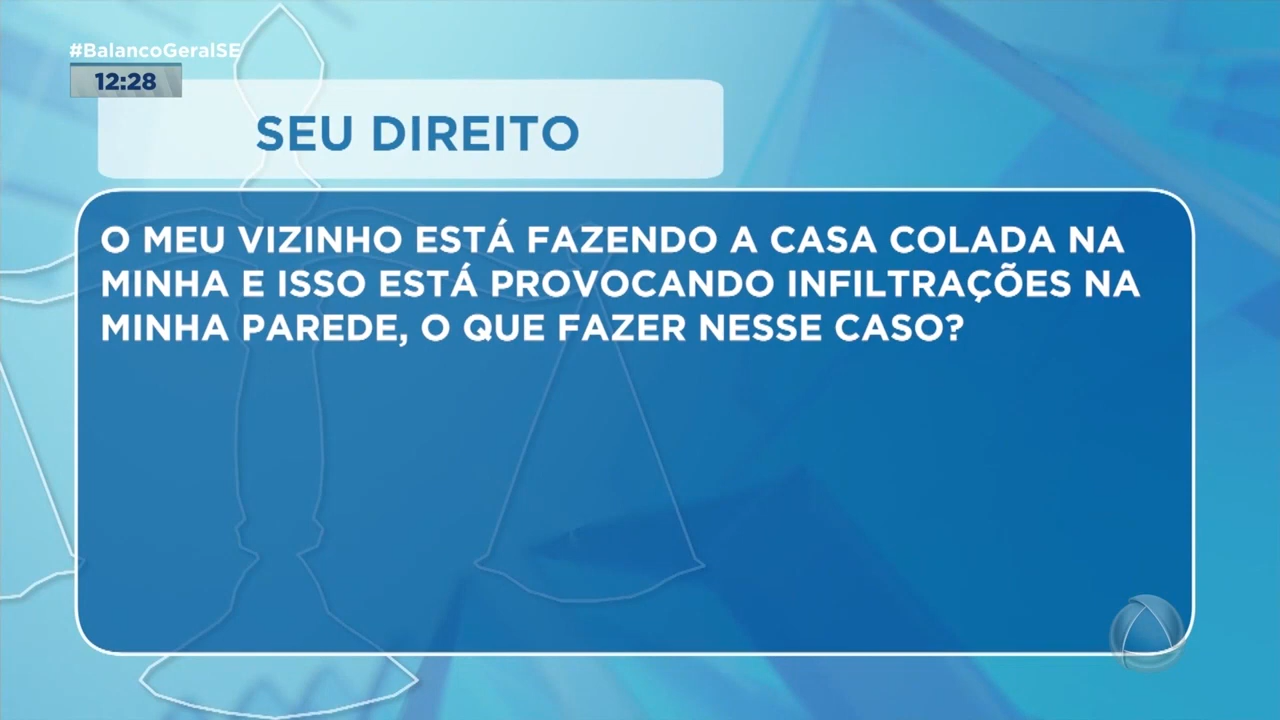 #BalancoGeralSE
12:28
SEU DIREITO
O MEU VIZINHO ESTÁ FAZENDO A CASA COLADA NA
MINHA E ISSO ESTÁ PROVOCANDO INFILTRAÇÕES NA
MINHA PAREDE, O QUE FAZER NESSE CASO?